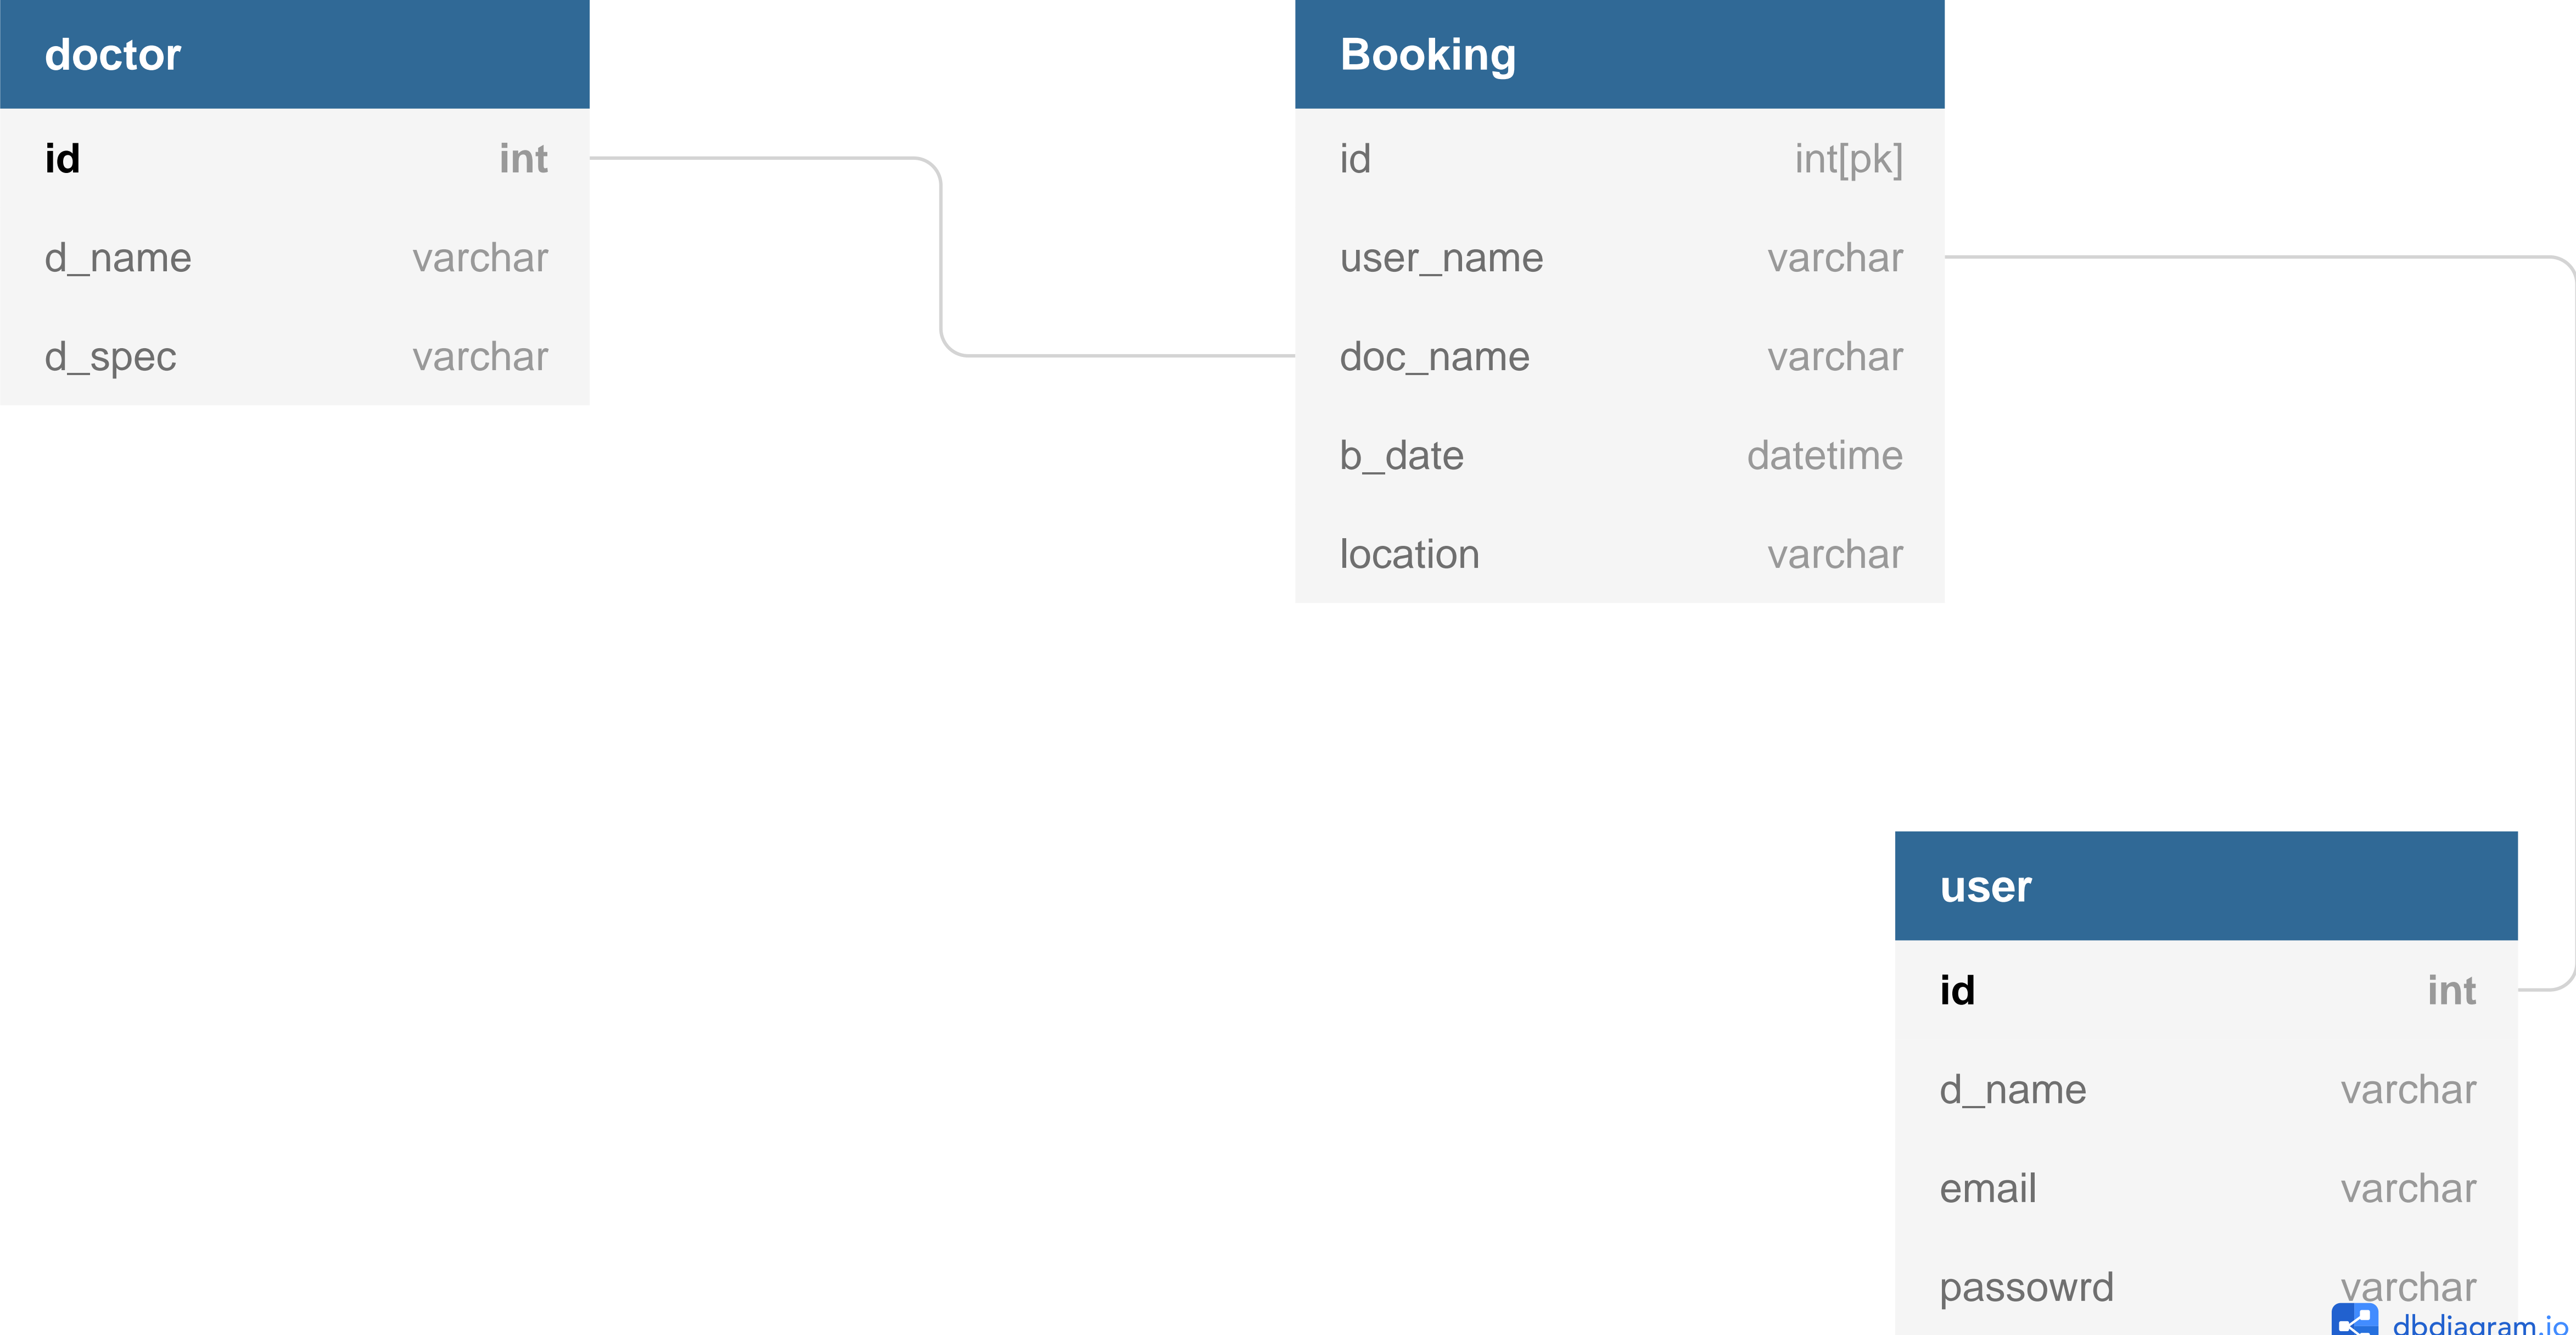 doctor
id int
d_name varchar
d_spec varchar
Booking
id int[pk]
user_name varchar
doc_name varchar
b_date datetime
location varchar
user
id int
d_name varchar
email varchar
passowrd varchar
dbdiagram.io